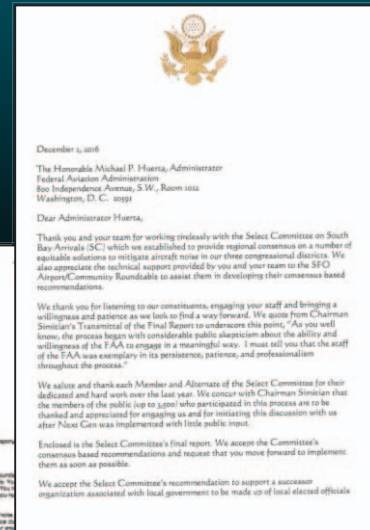 December 2, 2016
The Honorable Michael P. Huerta, Administrator
Federal Aviation Administration
800 Independence Avenue, S.W., Room 1022
Washington, D. C. 20591
Dear Administrator Huerta,
Thank you and your team for working tirelessly with the Select Committee on South
Bay Arrivals (SC) which we established to provide regional consensus on a number of
equitable solutions to mitigate aircraft noise in our three congressional districts. We
also appreciate the technical support provided by you and your team to the SFO
Airport/Community Roundtable to assist them in developing their consensus based
recommendations.
We thank you for listening to our constituents, engaging your staff and bringing a
willingness and patience as we look to find a way forward. We quote from Chairman
Simitian's Transmittal of the Final Report to underscore this point, "As you well
know, the process began with considerable public skepticism about the ability and
willingness of the FAA to engage in a meaningful way. I must tell you that the staff
of the FAA was exemplary in its persistence, patience, and professionalism
throughout the process."
We salute and thank each Member and Alternate of the Select Committee for their
dedicated and hard work over the last year. We concur with Chairman Simitian that
the members of the public (up to 3,500) who participated in this process are to be
thanked and appreciated for engaging us and for initiating this discussion with us
after Next Gen was implemented with little public input.
Enclosed is the Select Committee's final report. We accept the Committee's
consensus based recommendations and request that you move forward to implement
them as soon as possible.
We accept the Select Committee's recommendation to support a successor
organization associated with local government to be made up of local elected officials